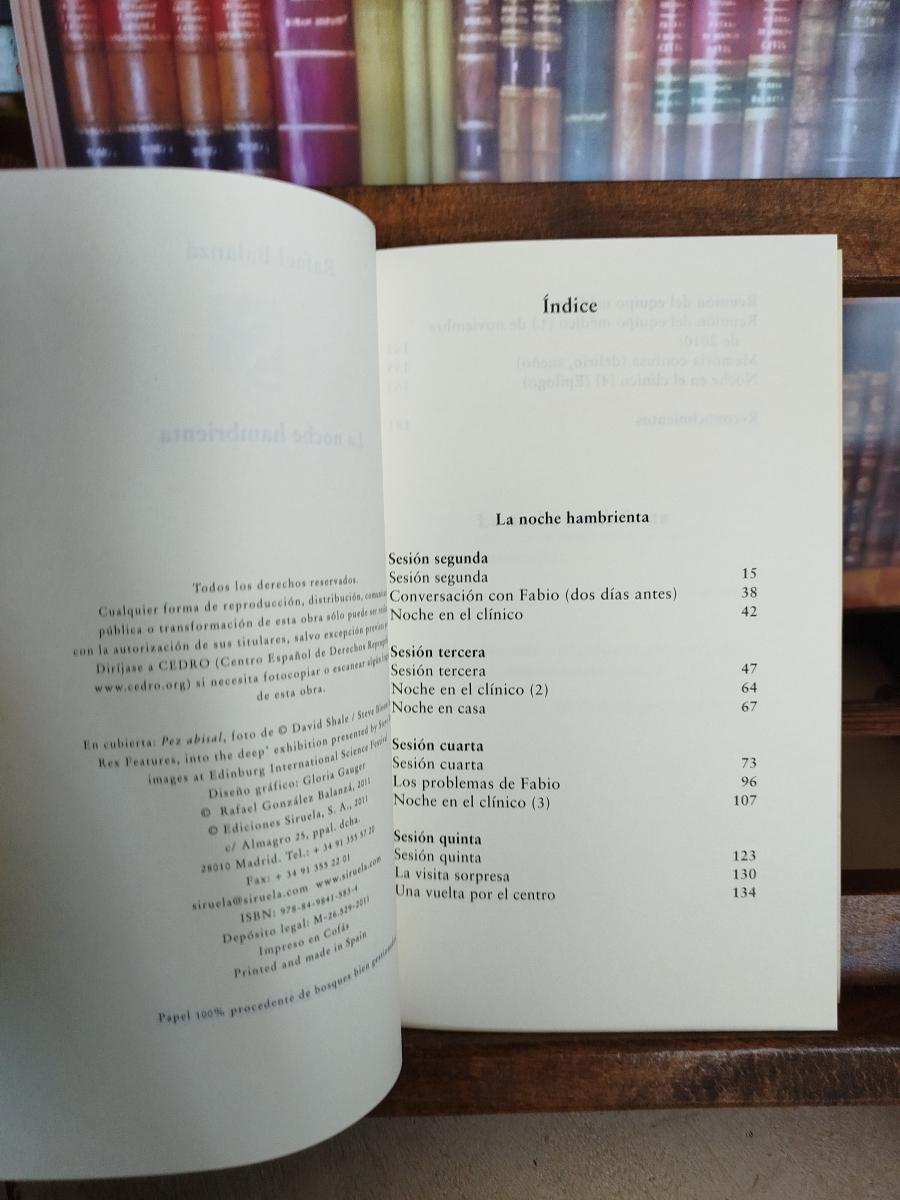 Todos los derechos reservados.
Cualquier forma de reproducción, distribución,
pública o transformación de esta obra sólo puede ser
con la autorización de sus titulares, salvo excepción
Diríjase a CEDRO (Centro Español de Derechos
www.cedro.org) si necesita fotocopiar o escanear algún
de esta obra.
En cubierta: Pez abisal, foto de © David Shale / Steve
Rex Features, into the deep' exhibition presented by
images at Edinburg International Science Festival
Diseño gráfico: Gloria Gauger
© Rafael González Balanzá, 2011
© Ediciones Siruela, S. A., 2011
c/ Almagro 25, ppal. dcha.
28010 Madrid. Tel.: + 34 91 355 57 20
Fax: + 34 91 355 22 01
siruela@siruela.com www.siruela.com
ISBN: 978-84-9841-583-4
Depósito legal: M-26.529-2011
Impreso en Cofás
Printed and made in Spain
Papel 100% procedente de bosques bien gestionados
Índice
La noche hambrienta
Sesión segunda
Sesión segunda 15
Conversación con Fabio (dos días antes) 38
Noche en el clínico 42
Sesión tercera
Sesión tercera 47
Noche en el clínico (2) 64
Noche en casa 67
Sesión cuarta
Sesión cuarta 73
Los problemas de Fabio 96
Noche en el clínico (3) 107
Sesión quinta
Sesión quinta 123
La visita sorpresa 130
Una vuelta por el centro 134